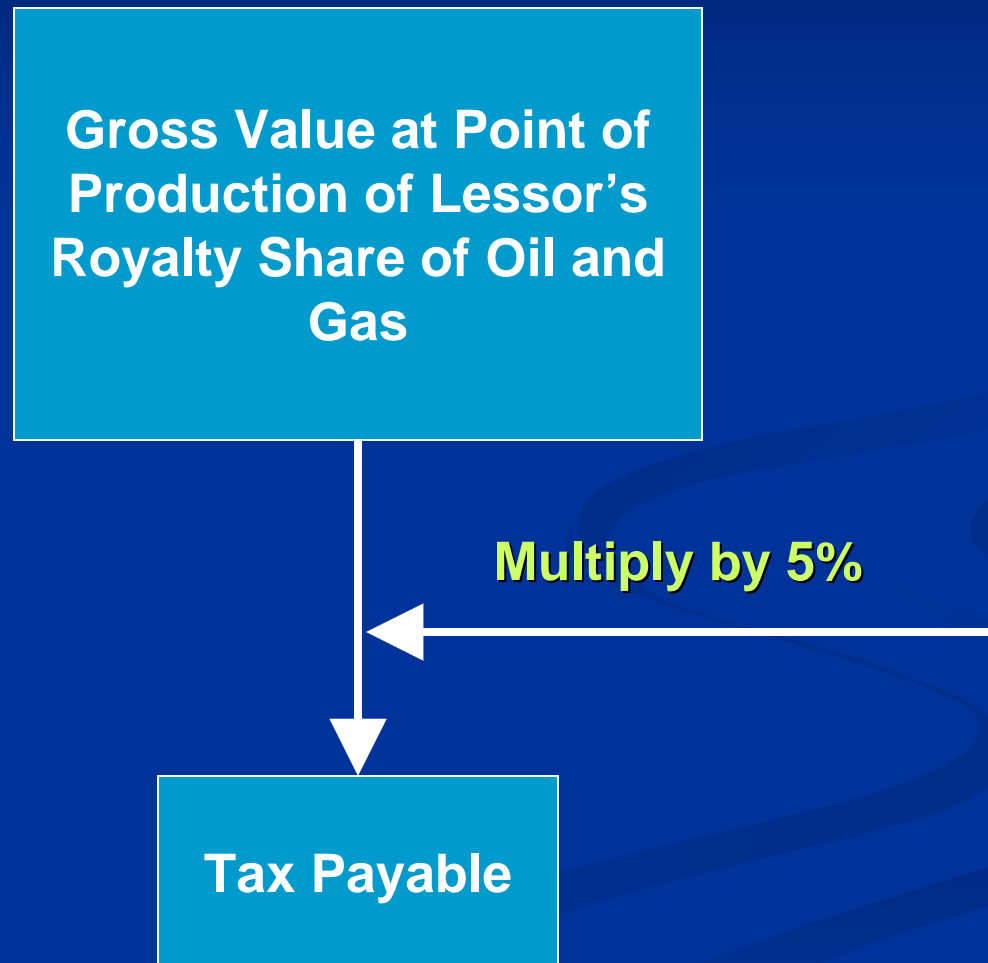 Gross Value at Point of
Production of Lessor’s
Royalty Share of Oil and
Gas
Multiply by 5%
Tax Payable